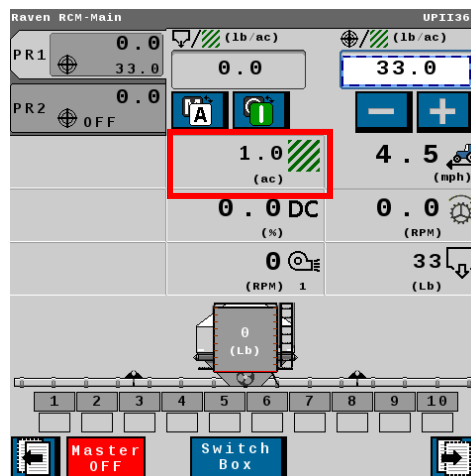 Raven RCM-Main UPII36
PR1 0.0 33.0
(lb/ac) 0.0
(lb/ac) 33.0
PR2 0.0 OFF
A
1.0 (ac)
4.5 (mph)
0.0 DC (%)
0.0 (RPM)
0 (RPM) 1
33 (Lb)
0
(Lb)
1 2 3 4 5 6 7 8 9 10
Master OFF
Switch Box